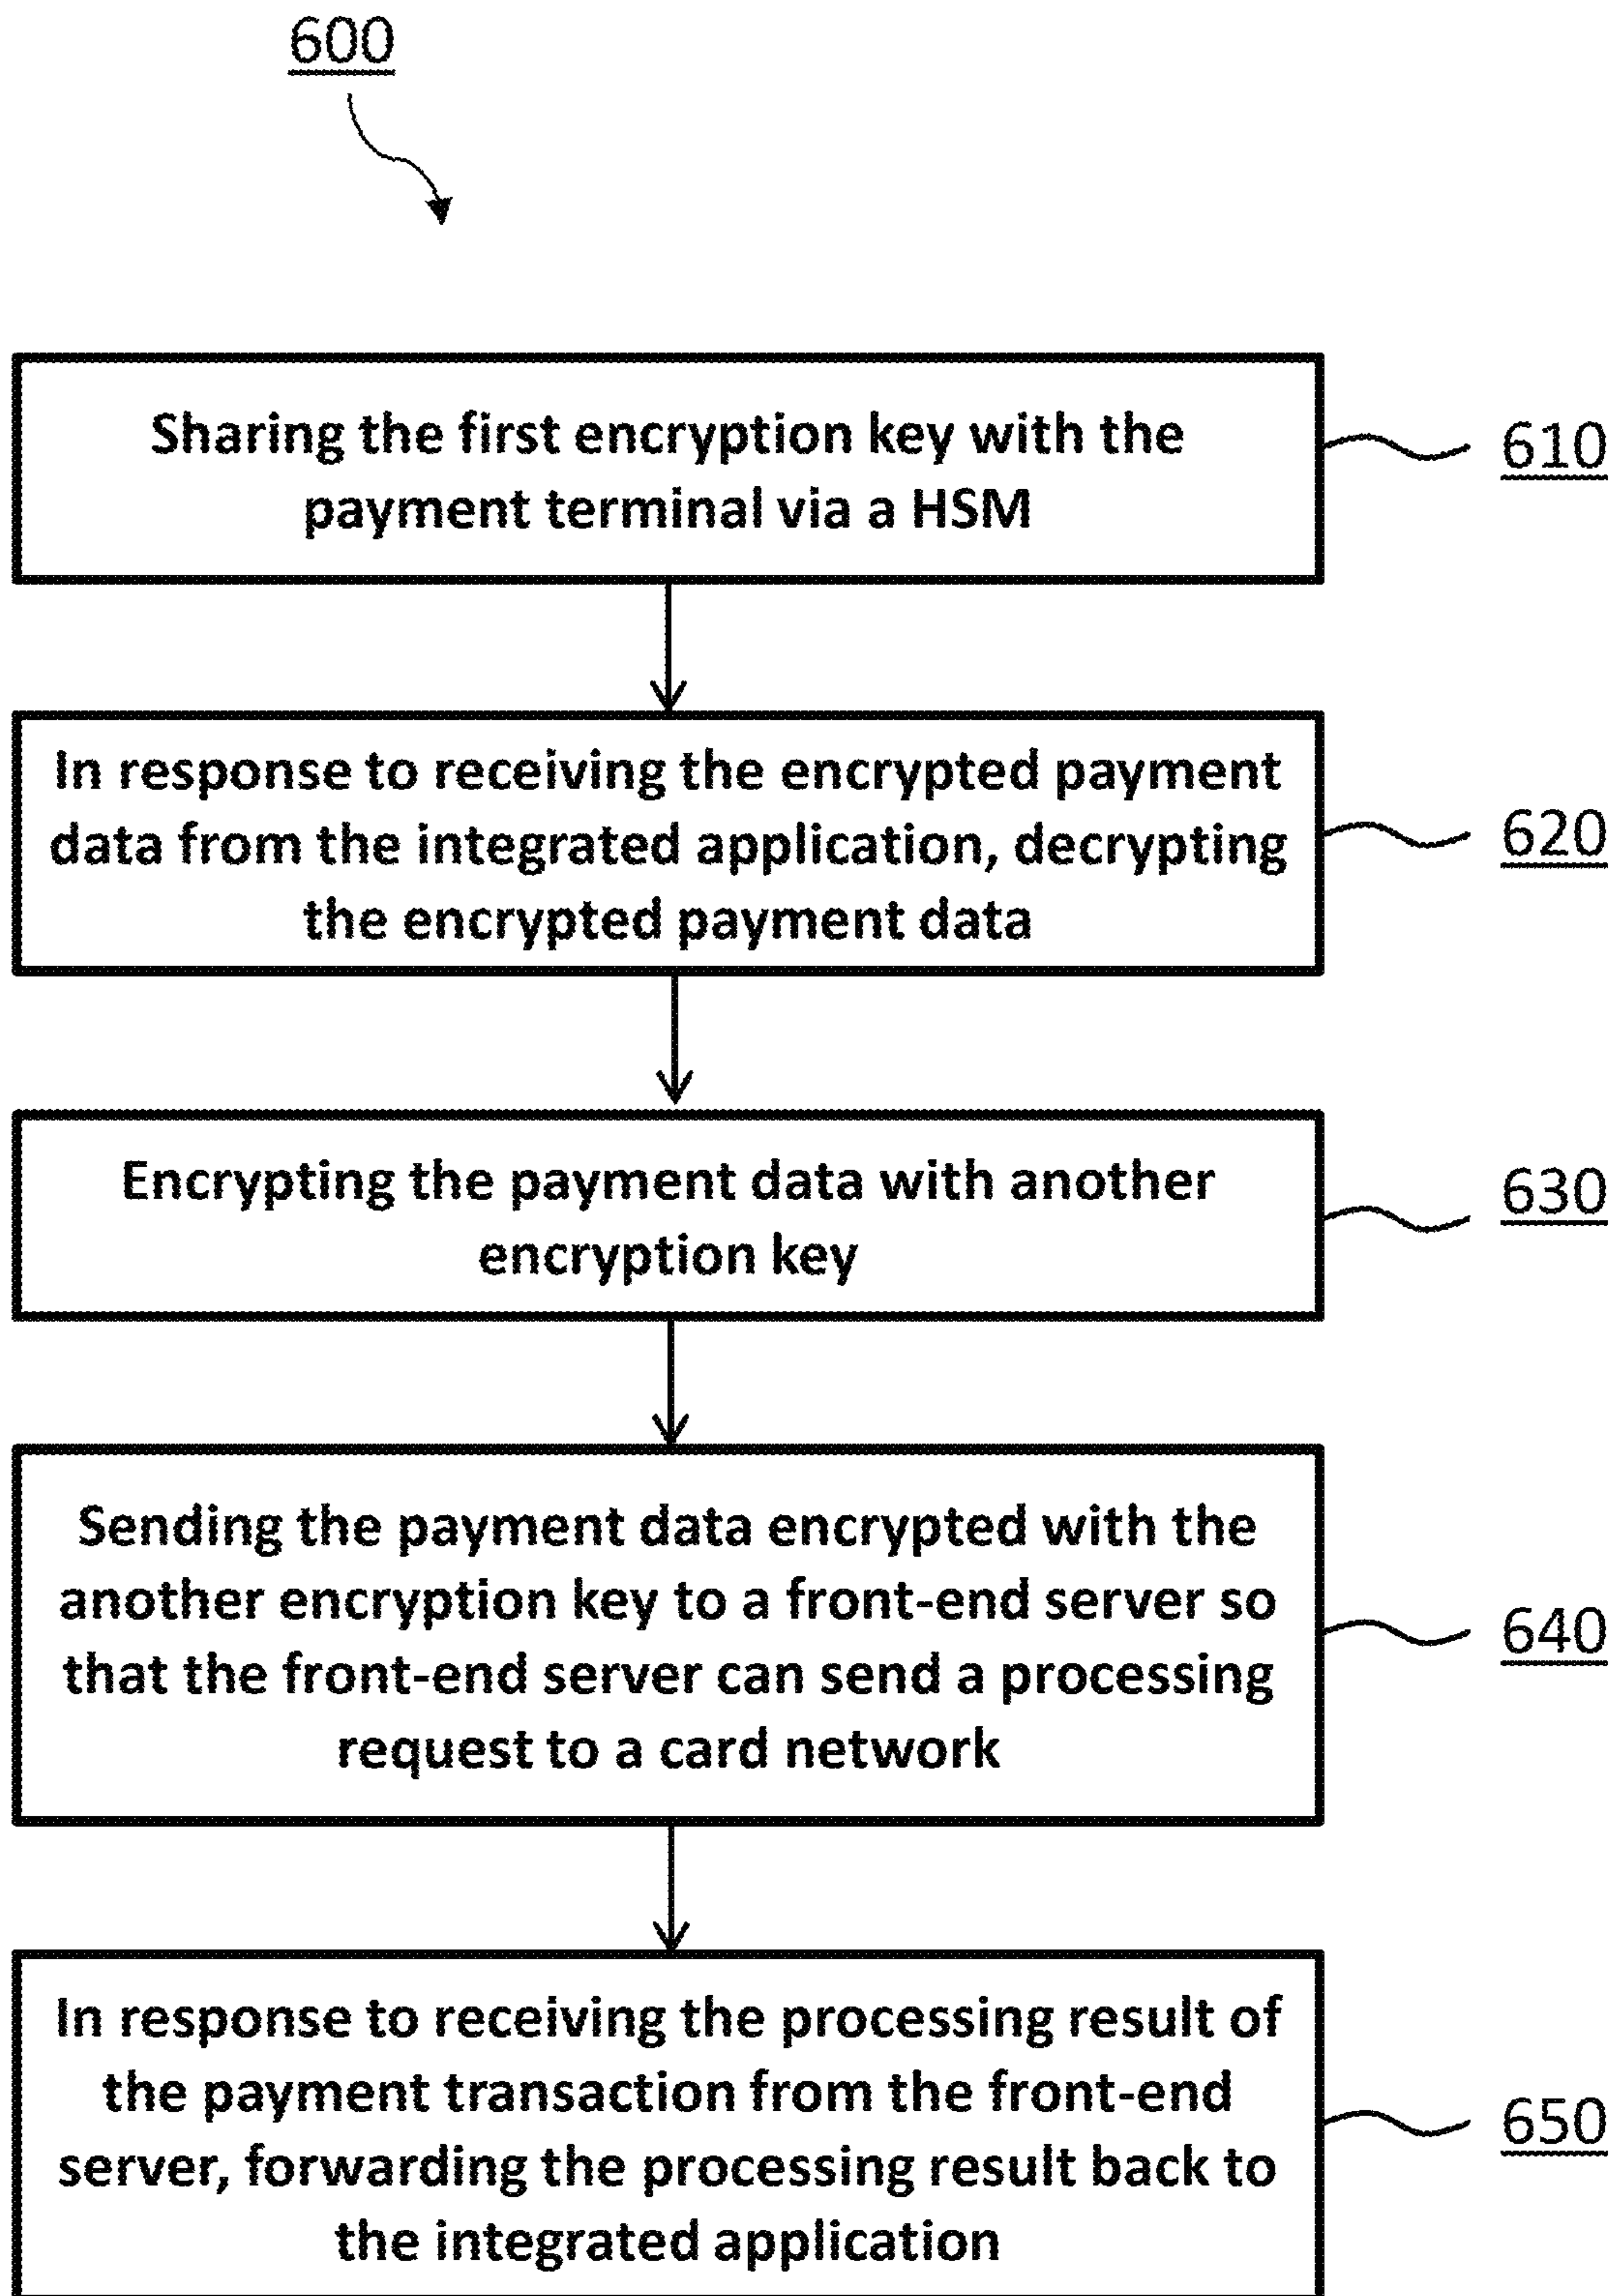 600
Sharing the first encryption key with the
payment terminal via a HSM
610
In response to receiving the encrypted payment
data from the integrated application, decrypting
the encrypted payment data
620
Encrypting the payment data with another
encryption key
630
Sending the payment data encrypted with the
another encryption key to a front-end server so
that the front-end server can send a processing
request to a card network
640
In response to receiving the processing result of
the payment transaction from the front-end
server, forwarding the processing result back to
the integrated application
650